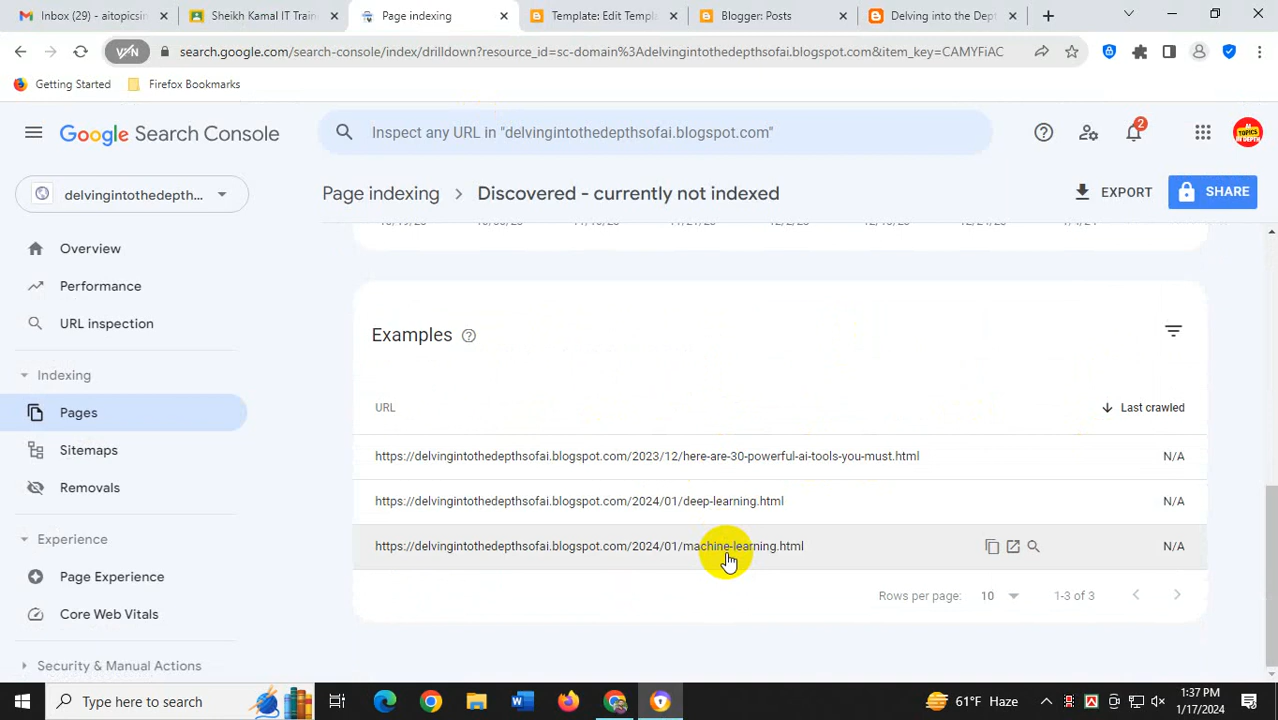 Inbox (29) - aitopicsin
Sheikh Kamal IT Train
Page indexing
Template: Edit Templa
Blogger: Posts
Delving into the Dept
VPN
search.google.com/search-console/index/drilldown?resource_id=sc-domain%3Adelvingintothedepthsofai.blogspot.com&item_key=CAMYFiAC
Getting Started
Firefox Bookmarks
Google Search Console
Inspect any URL in "delvingintothedepthsofai.blogspot.com"
2
delvingintothedepth...
Page indexing > Discovered - currently not indexed
EXPORT
SHARE
Overview
Performance
URL inspection
Indexing
Pages
Sitemaps
Removals
Experience
Page Experience
Core Web Vitals
Security & Manual Actions
Examples
URL
Last crawled
https://delvingintothedepthsofai.blogspot.com/2023/12/here-are-30-powerful-ai-tools-you-must.html N/A
https://delvingintothedepthsofai.blogspot.com/2024/01/deep-learning.html N/A
https://delvingintothedepthsofai.blogspot.com/2024/01/machine-learning.html N/A
Rows per page: 10 1-3 of 3
Type here to search
61°F Haze
1:37 PM
1/17/2024